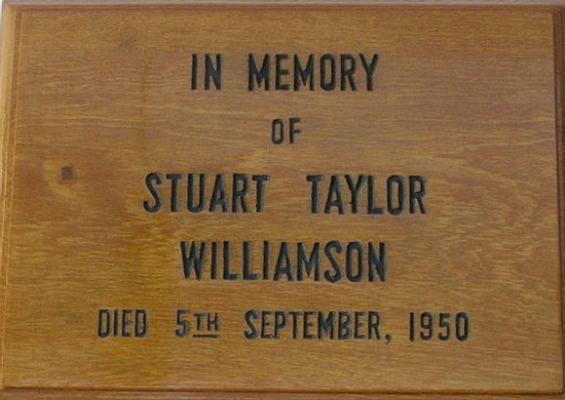 IN MEMORY
OF
STUART TAYLOR
WILLIAMSON
DIED 5TH SEPTEMBER, 1950